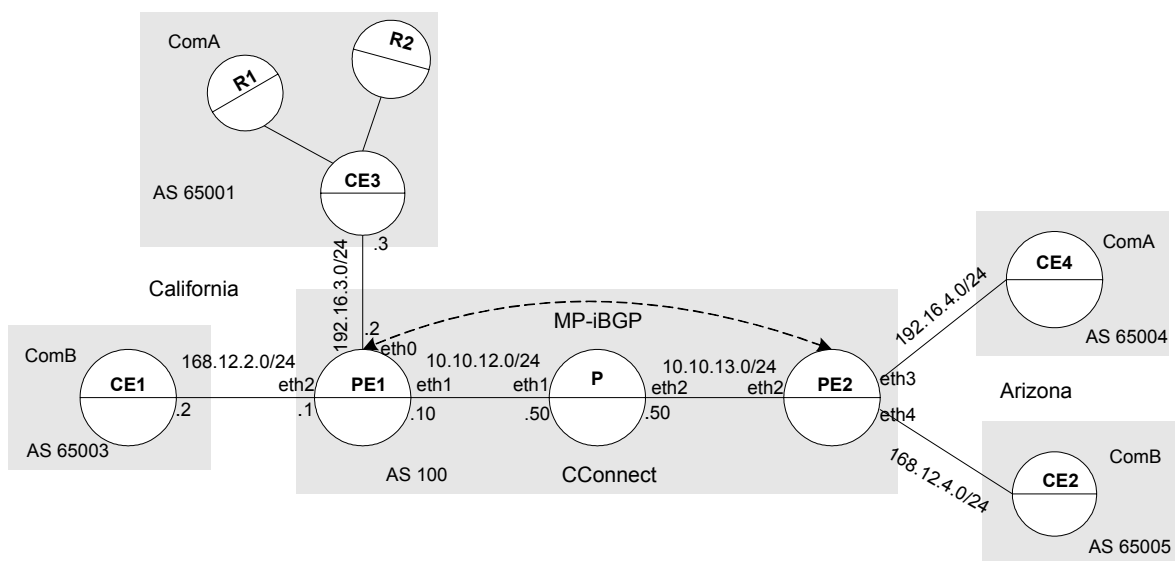 ComA
R1
R2
CE3
AS 65001
.3
192.16.3.0/24
California
ComB
CE1
.2
AS 65003
168.12.2.0/24
eth2
.1
.2
eth0
PE1
eth1
.10
10.10.12.0/24
MP-iBGP
eth1
.50
P
eth2
.50
10.10.13.0/24
eth2
PE2
eth3
eth4
AS 100
CConnect
192.16.4.0/24
CE4
ComA
AS 65004
Arizona
168.12.4.0/24
ComB
CE2
AS 65005